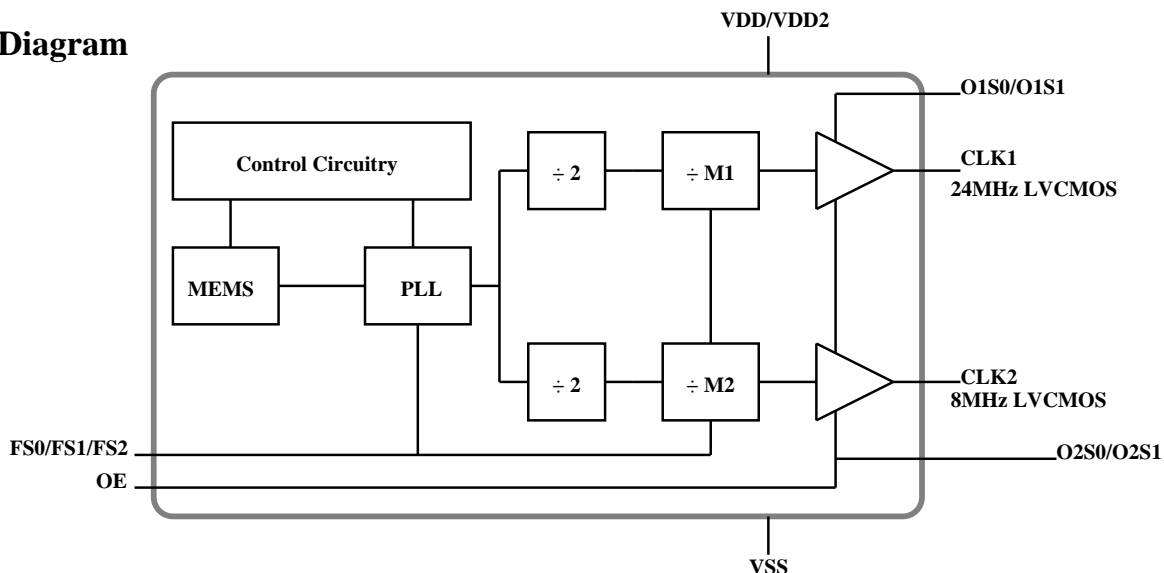 Diagram
VDD/VDD2
O1S0/O1S1
Control Circuitry
÷ 2
÷ M1
CLK1
24MHz LVCMOS
MEMS
PLL
÷ 2
÷ M2
CLK2
8MHz LVCMOS
FS0/FS1/FS2
O2S0/O2S1
OE
VSS